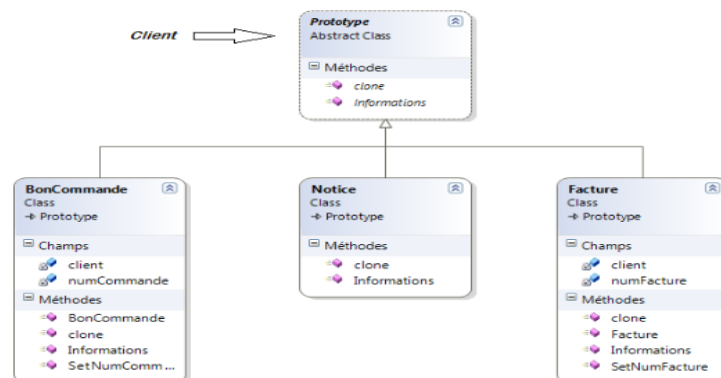 Client
Prototype
Abstract Class
Méthodes
clone
Informations
BonCommande
Class
Prototype
Champs
client
numCommande
Méthodes
BonCommande
clone
Informations
SetNumComm ...
Notice
Class
Prototype
Méthodes
clone
Informations
Facture
Class
Prototype
Champs
client
numFacture
Méthodes
clone
Facture
Informations
SetNumFacture